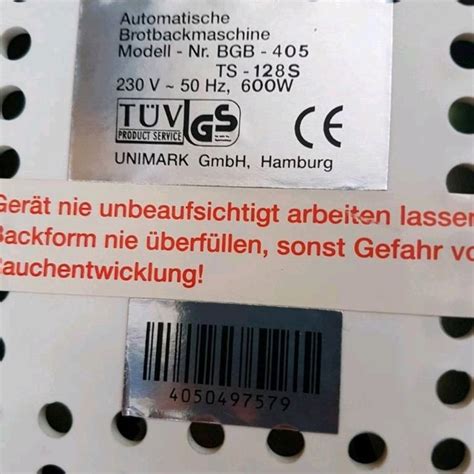 Automatische
Brotbackmaschine
Modell - Nr. BGB - 405
TS - 128S
230 V ~ 50 Hz, 600W
TÜV GS CE
PRODUCT SERVICE
UNIMARK GmbH, Hamburg
Gerät nie unbeaufsichtigt arbeiten lassen
Backform nie überfüllen, sonst Gefahr vo
auchentwicklung!
4050497579